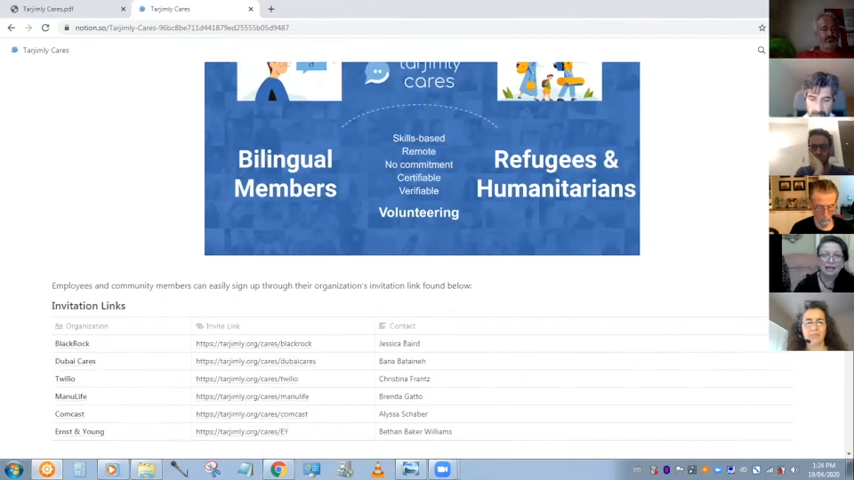 Tarjimly Cares.pdf
Tarjimly Cares
notion.so/Tarjimly-Cares-96bc8be711d441879ed25555b05d9487
Tarjimly Cares
tarjimly
cares
Bilingual
Members
Skills-based
Remote
No commitment
Certifiable
Verifiable
Volunteering
Refugees &
Humanitarians
Employees and community members can easily sign up through their organization's invitation link found below:
Invitation Links
Organization Invite Link Contact
BlackRock https://tarjimly.org/cares/blackrock Jessica Baird
Dubai Cares https://tarjimly.org/cares/dubaicares Bana Bataineh
Twilio https://tarjimly.org/cares/twilio Christina Frantz
ManuLife https://tarjimly.org/cares/manulife Brenda Gatto
Comcast https://tarjimly.org/cares/comcast Alyssa Schaber
Ernst & Young https://tarjimly.org/cares/EY Bethan Baker Williams
1:24 PM
19/04/2020